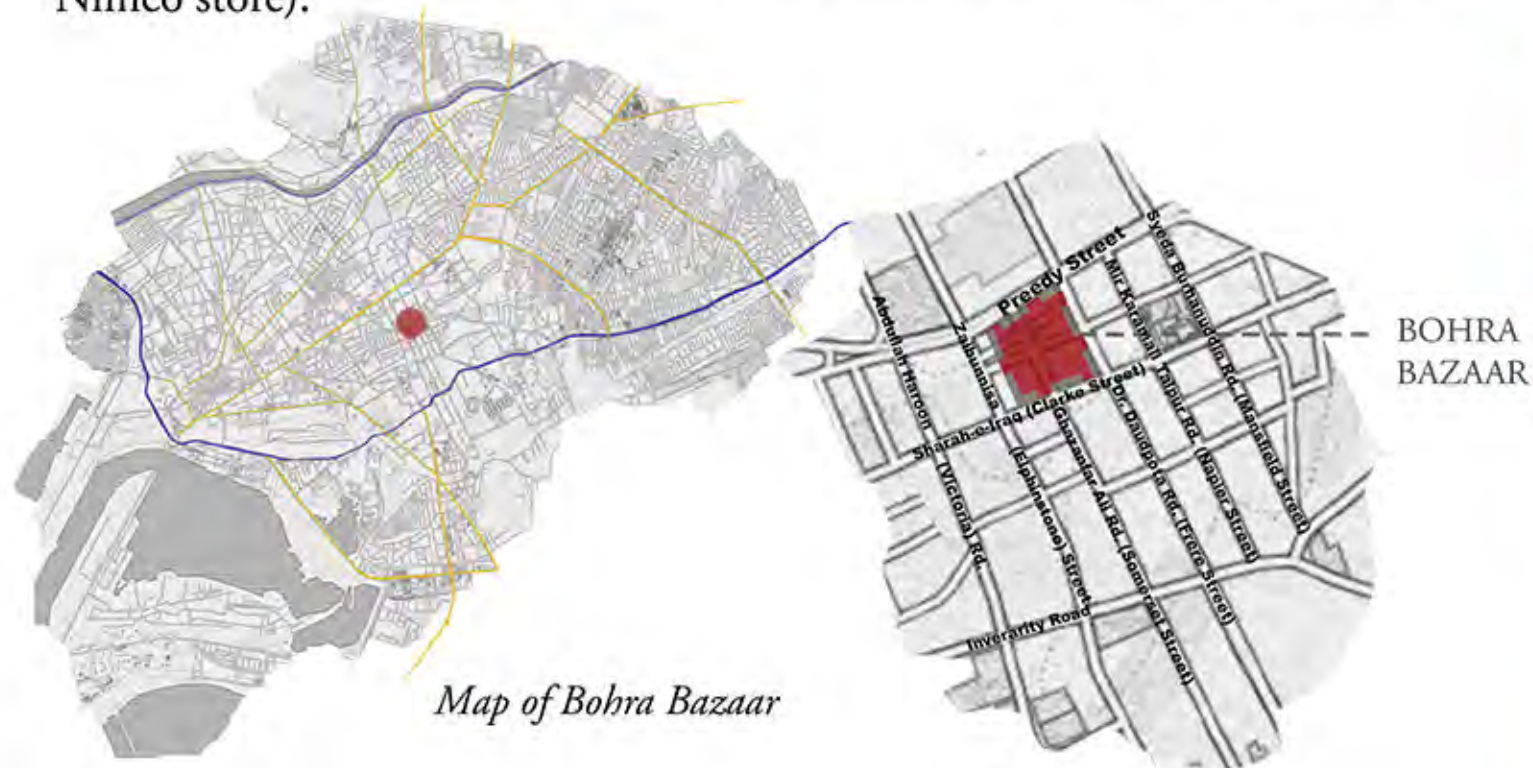 Nimco store).
Preedy Street
Syeda Burhanuddin Rd. (Mansfield Street)
Mir Karamali Talpur Rd. (Napier Street)
Abdullah Haroon (Victoria) Rd.
Zaibunnisa (Elphinstone) Street
BOHRA
BAZAAR
Sharah-e-Iraq (Clarke Street)
Ghazanfar Ali Rd. (Somerset Street)
Dr. Daudpota Rd. (Frere Street)
Inverarity Road
Map of Bohra Bazaar